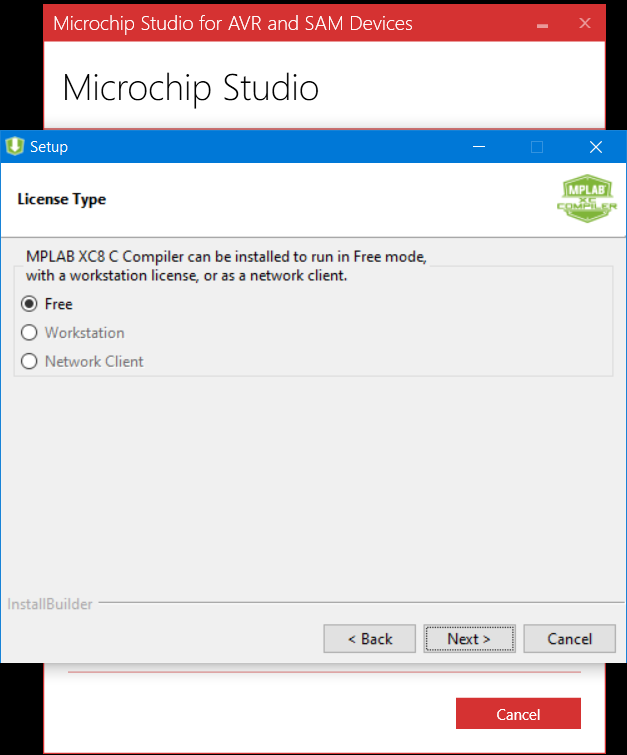 Microchip Studio for AVR and SAM Devices
Microchip Studio
Setup
License Type
MPLAB
XC
COMPILER
MPLAB XC8 C Compiler can be installed to run in Free mode,
with a workstation license, or as a network client.
Free
Workstation
Network Client
InstallBuilder
< Back
Next >
Cancel
Cancel